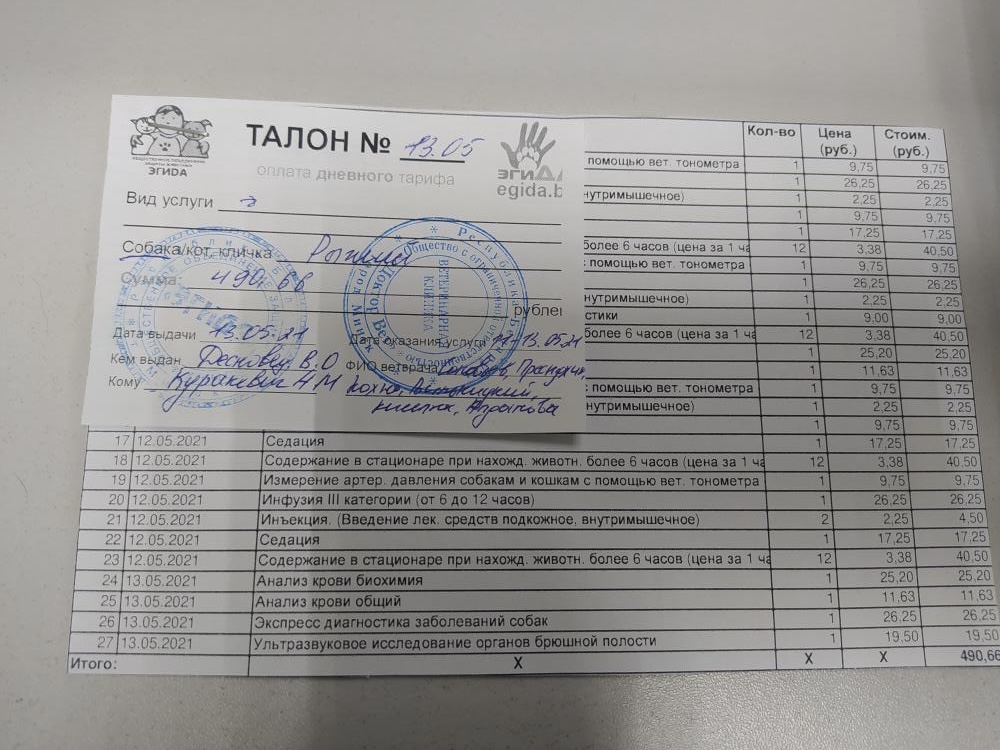 ТАЛОН № 13.05
оплата дневного тарифа
ОБЩЕСТВЕННОЕ ОБЪЕДИНЕНИЕ
ЗАЩИТЫ ЖИВОТНЫХ
ЭГИДА
ЭГИДА
egida.b
Вид услуги
Собака/кот, кличка Рыжий
Сумма: 490,66 рублей
Дата выдачи 13.05.21 Дата оказания услуги 11-13.05.21
Кем выдан В.О ФИО ветврача
Кому Куракевич А.М
ВЕТЕРИНАРНАЯ КЛИНИКА
Кол-во Цена (руб.) Стоим. (руб.)
помощью вет. тонометра 1 9,75 9,75
1 26,25 26,25
нутримышечное) 1 2,25 2,25
1 9,75 9,75
1 17,25 17,25
более 6 часов (цена за 1 ча 12 3,38 40,50
с помощью вет. тонометра 1 9,75 9,75
1 26,25 26,25
нутримышечное) 1 2,25 2,25
стики 1 9,00 9,00
более 6 часов (цена за 1 ча 12 3,38 40,50
1 25,20 25,20
1 11,63 11,63
с помощью вет. тонометра 1 9,75 9,75
нутримышечное) 1 2,25 2,25
1 9,75 9,75
17 12.05.2021 Седация 1 17,25 17,25
18 12.05.2021 Содержание в стационаре при нахожд. животн. более 6 часов (цена за 1 ча 12 3,38 40,50
19 12.05.2021 Измерение артер. давления собакам и кошкам с помощью вет. тонометра 1 9,75 9,75
20 12.05.2021 Инфузия III категории (от 6 до 12 часов) 1 26,25 26,25
21 12.05.2021 Инъекция. (Введение лек. средств подкожное, внутримышечное) 2 2,25 4,50
22 12.05.2021 Седация 1 17,25 17,25
23 12.05.2021 Содержание в стационаре при нахожд. животн. более 6 часов (цена за 1 ча 12 3,38 40,50
24 13.05.2021 Анализ крови биохимия 1 25,20 25,20
25 13.05.2021 Анализ крови общий 1 11,63 11,63
26 13.05.2021 Экспресс диагностика заболеваний собак 1 26,25 26,25
27 13.05.2021 Ультразвуковое исследование органов брюшной полости 1 19,50 19,50
Итого: X X X 490,66